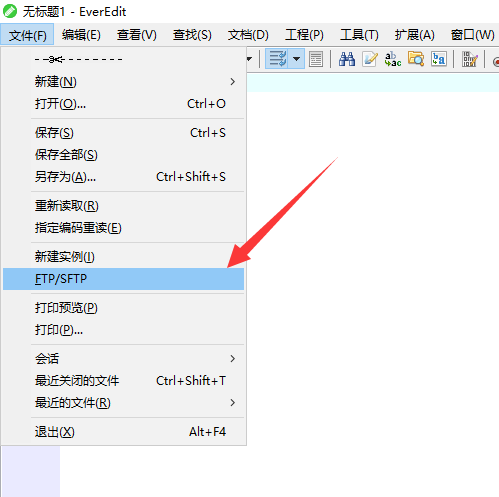 无标题1 - EverEdit
文件(F) 编辑(E) 查看(V) 查找(S) 文档(D) 工程(P) 工具(T) 扩展(A) 窗口(W)
新建(N)
打开(O)... Ctrl+O
保存(S) Ctrl+S
保存全部(S)
另存为(A)... Ctrl+Shift+S
重新读取(R)
指定编码重读(E)
新建实例(I)
FTP/SFTP
打印预览(P)
打印(P)...
会话
最近关闭的文件 Ctrl+Shift+T
最近的文件(R)
退出(X) Alt+F4